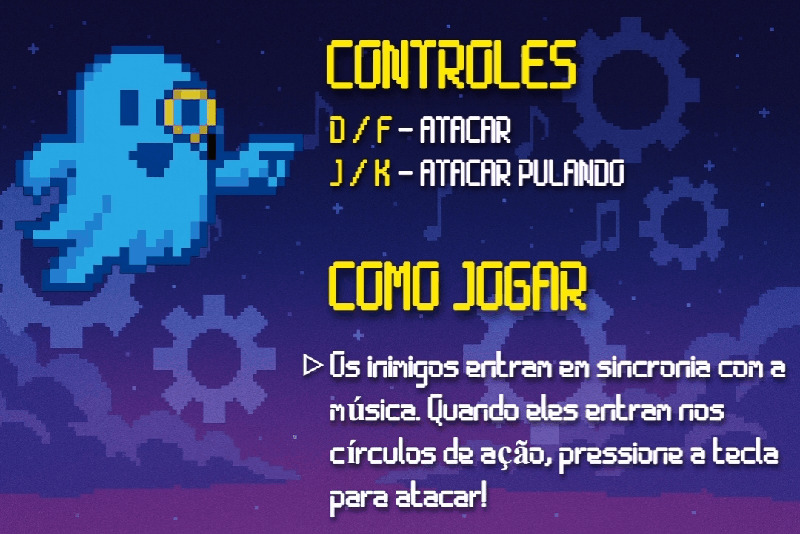 CONTROLES
D / F - ATACAR
J / K - ATACAR PULANDO
COMO JOGAR
Os inimigos entram em sincronia com a
música. Quando eles entram nos
círculos de ação, pressione a tecla
para atacar!